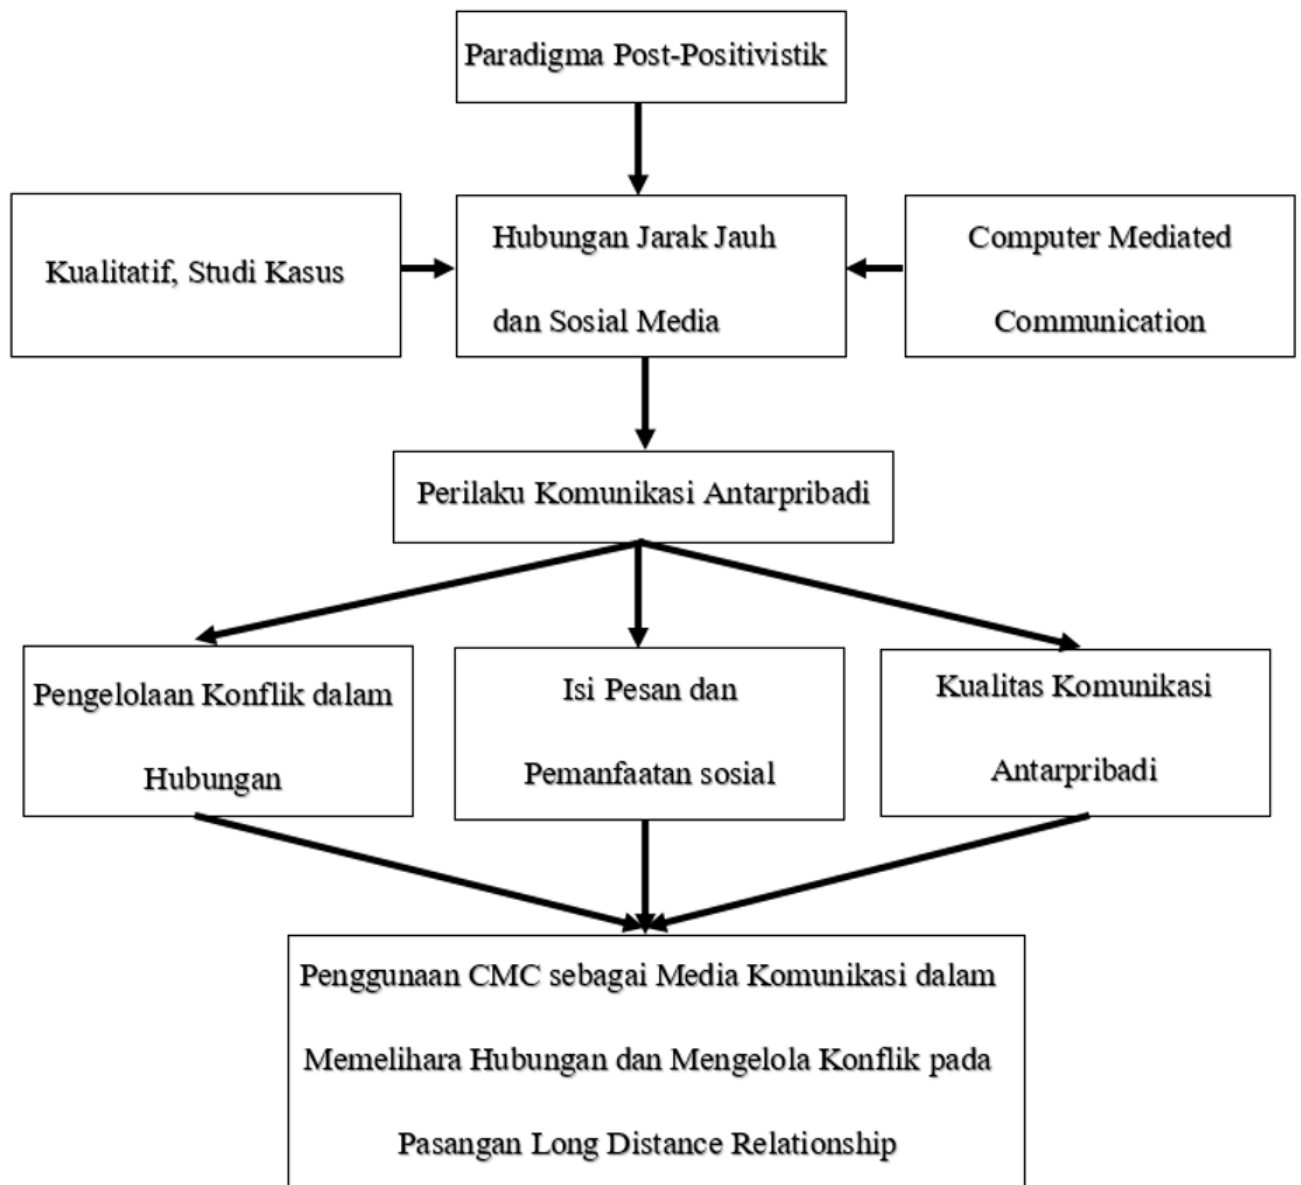 Paradigma Post-Positivistik
Kualitatif, Studi Kasus
Hubungan Jarak Jauh
dan Sosial Media
Computer Mediated
Communication
Perilaku Komunikasi Antarpribadi
Pengelolaan Konflik dalam
Hubungan
Isi Pesan dan
Pemanfaatan sosial
Kualitas Komunikasi
Antarpribadi
Penggunaan CMC sebagai Media Komunikasi dalam
Memelihara Hubungan dan Mengelola Konflik pada
Pasangan Long Distance Relationship